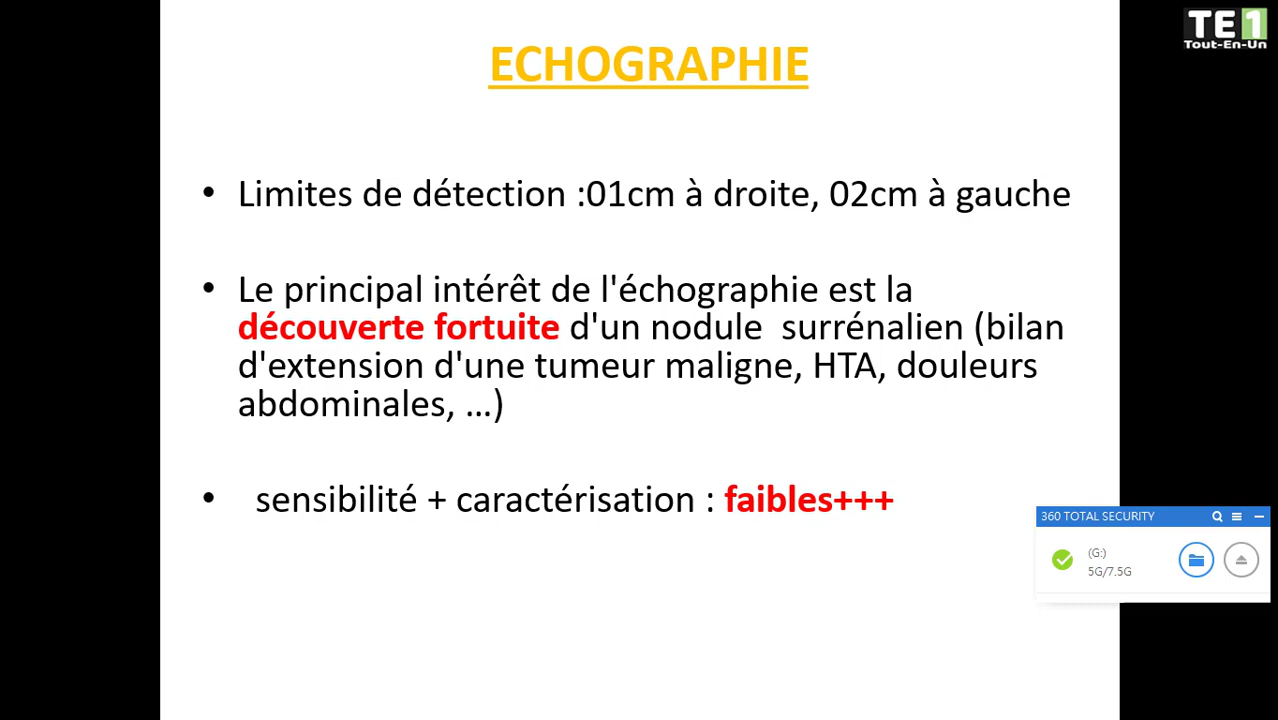 TE1
Tout-En-Un
ECHOGRAPHIE
• Limites de détection :01cm à droite, 02cm à gauche
• Le principal intérêt de l'échographie est la
découverte fortuite d'un nodule  surrénalien (bilan
d'extension d'une tumeur maligne, HTA, douleurs
abdominales, ...)
• sensibilité + caractérisation : faibles+++
360 TOTAL SECURITY
(G:)
5G/7.5G